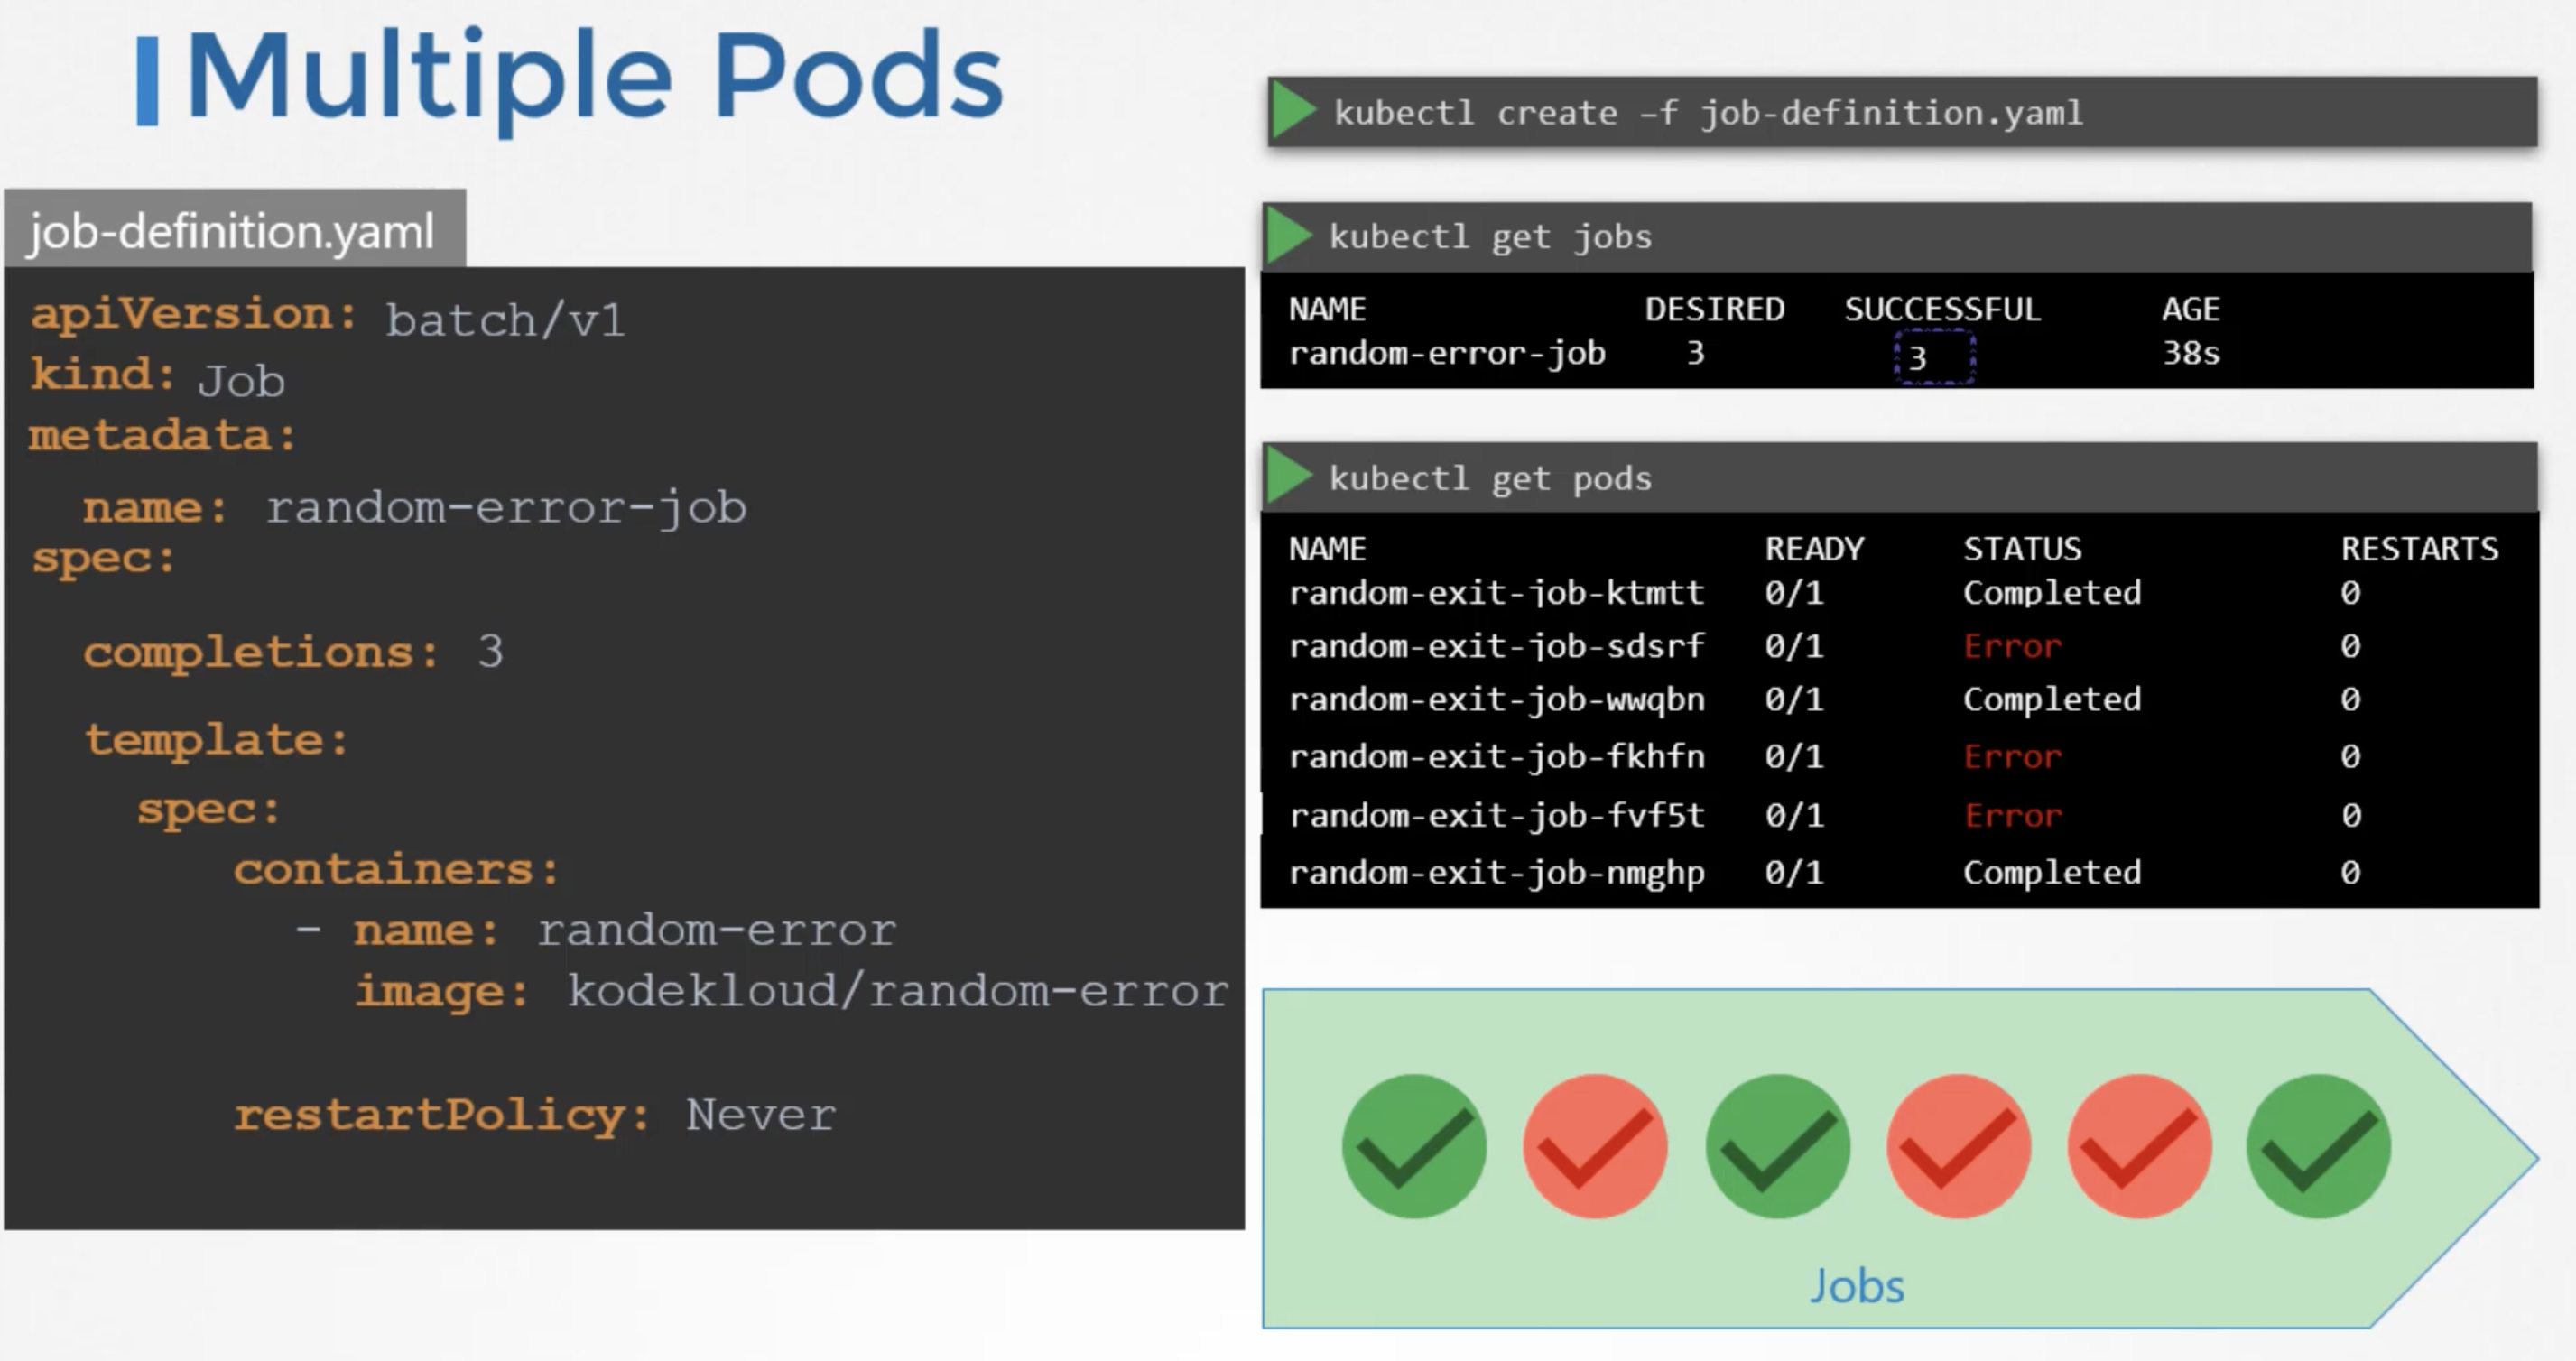 Multiple Pods
job-definition.yaml
apiVersion: batch/v1
kind: Job
metadata:
  name: random-error-job
spec:
  completions: 3
  template:
    spec:
      containers:
        - name: random-error
          image: kodekloud/random-error
      restartPolicy: Never
kubectl create –f job-definition.yaml
kubectl get jobs
NAME DESIRED SUCCESSFUL AGE
random-error-job 3 3 38s
kubectl get pods
NAME READY STATUS RESTARTS
random-exit-job-ktmtt 0/1 Completed 0
random-exit-job-sdsrf 0/1 Error 0
random-exit-job-wwqbn 0/1 Completed 0
random-exit-job-fkhfn 0/1 Error 0
random-exit-job-fvf5t 0/1 Error 0
random-exit-job-nmghp 0/1 Completed 0
Jobs